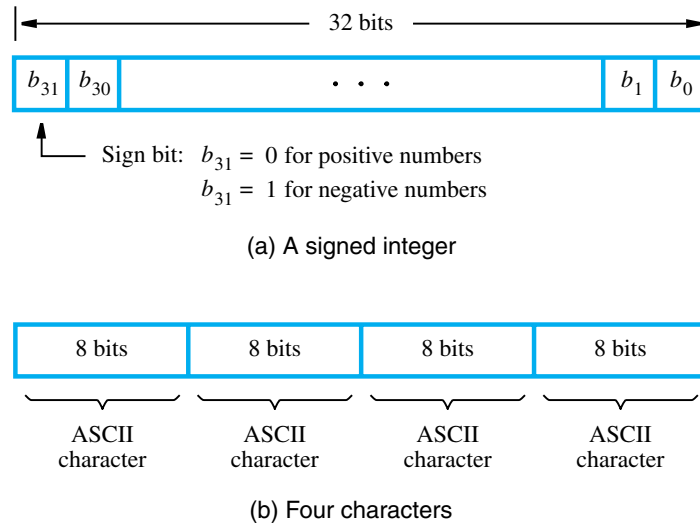 32 bits
b31 b30 . . . b1 b0
Sign bit: b31 = 0 for positive numbers
b31 = 1 for negative numbers
(a) A signed integer
8 bits 8 bits 8 bits 8 bits
ASCII ASCII ASCII ASCII
character character character character
(b) Four characters